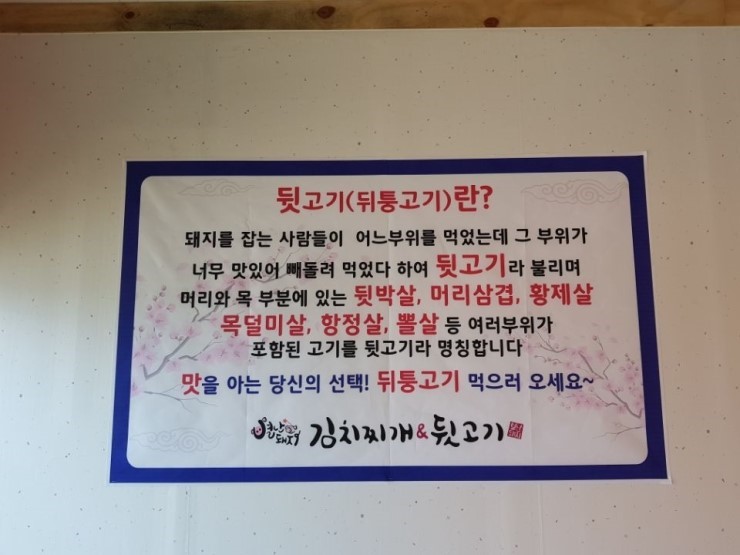 뒷고기(뒤통고기)란?
돼지를 잡는 사람들이 어느부위를 먹었는데 그 부위가
너무 맛있어 빼돌려 먹었다 하여 뒷고기라 불리며
머리와 목 부분에 있는 뒷박살, 머리삼겹, 황제살
목덜미살, 항정살, 뽈살 등 여러부위가
포함된 고기를 뒷고기라 명칭합니다
맛을 아는 당신의 선택! 뒤통고기 먹으러 오세요~
별난돼지 김치찌개&뒷고기